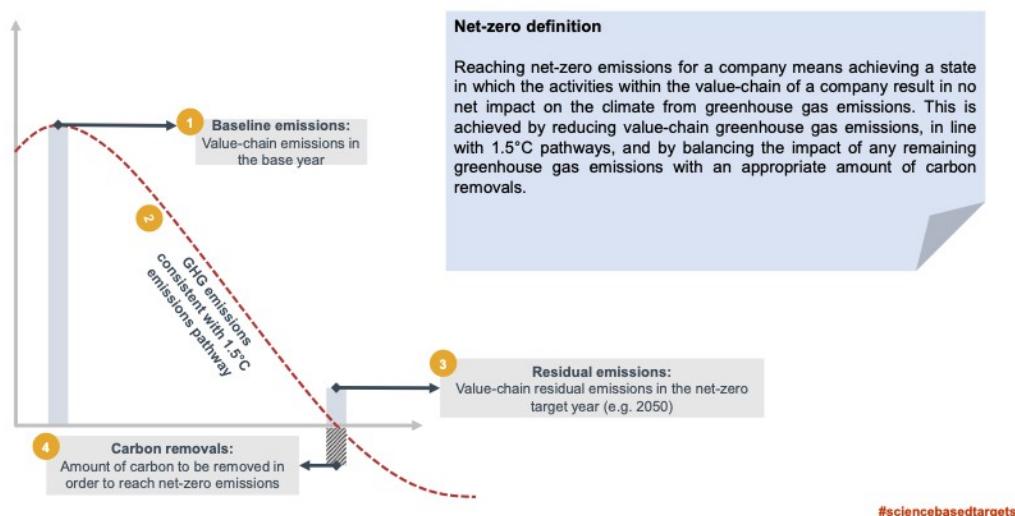 Net-zero definition
Reaching net-zero emissions for a company means achieving a state
in which the activities within the value-chain of a company result in no
net impact on the climate from greenhouse gas emissions. This is
achieved by reducing value-chain greenhouse gas emissions, in line
with 1.5°C pathways, and by balancing the impact of any remaining
greenhouse gas emissions with an appropriate amount of carbon
removals.
1
Baseline emissions:
Value-chain emissions in
the base year
2
GHG emissions
consistent with 1.5°C
emissions pathway
3
Residual emissions:
Value-chain residual emissions in the net-zero
target year (e.g. 2050)
4
Carbon removals:
Amount of carbon to be removed in
order to reach net-zero emissions
#sciencebasedtargets